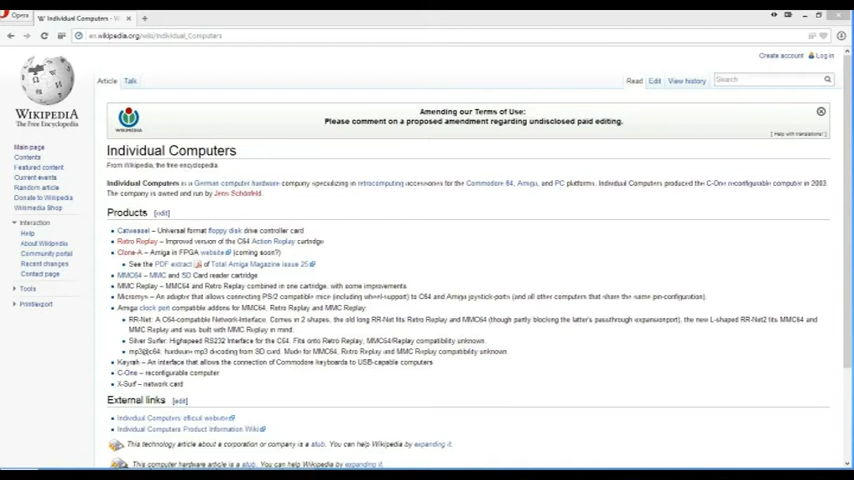 Opera
Individual Computers - W
en.wikipedia.org/wiki/Individual_Computers
Create account Log in
Article Talk Read Edit View history Search
WIKIPEDIA
The Free Encyclopedia
Main page
Contents
Featured content
Current events
Random article
Donate to Wikipedia
Wikimedia Shop
Interaction
Help
About Wikipedia
Community portal
Recent changes
Contact page
Tools
Print/export
WIKIMEDIA
Amending our Terms of Use:
Please comment on a proposed amendment regarding undisclosed paid editing.
[ Help with translations! ]
Individual Computers
From Wikipedia, the free encyclopedia
Individual Computers is a German computer hardware company specializing in retrocomputing accessories for the Commodore 64, Amiga, and PC platforms. Individual Computers produced the C-One reconfigurable computer in 2003.
The company is owned and run by Jens Schönfeld.
Products [edit]
Catweasel – Universal format floppy disk drive controller card
Retro Replay – Improved version of the C64 Action Replay cartridge
Clone-A – Amiga in FPGA website (coming soon?)
See the PDF extract of Total Amiga Magazine issue 25
MMC64 – MMC and SD Card reader cartridge
MMC Replay – MMC64 and Retro Replay combined in one cartridge, with some improvements
Micromys – An adaptor that allows connecting PS/2 compatible mice (including wheel-support) to C64 and Amiga joystick-ports (and all other computers that share the same pin-configuration).
Amiga clock port compatible addons for MMC64, Retro Replay and MMC Replay:
RR-Net: A C64-compatible Network-Interface. Comes in 2 shapes, the old long RR-Net fits Retro Replay and MMC64 (though partly blocking the latter's passthrough expansionport), the new L-shaped RR-Net2 fits MMC64 and
MMC Replay and was built with MMC Replay in mind.
Silver Surfer: Highspeed RS232 Interface for the C64. Fits onto Retro Replay, MMC64/Replay compatibility unknown.
mp3@c64: hardware mp3 decoding from SD card. Made for MMC64, Retro Replay and MMC Replay compatibility unknown
Keyrah – An interface that allows the connection of Commodore keyboards to USB-capable computers
C-One – reconfigurable computer
X-Surf – network card
External links [edit]
Individual Computers official website
Individual Computers Product Information Wiki
This technology article about a corporation or company is a stub. You can help Wikipedia by expanding it.
This computer hardware article is a stub. You can help Wikipedia by expanding it.